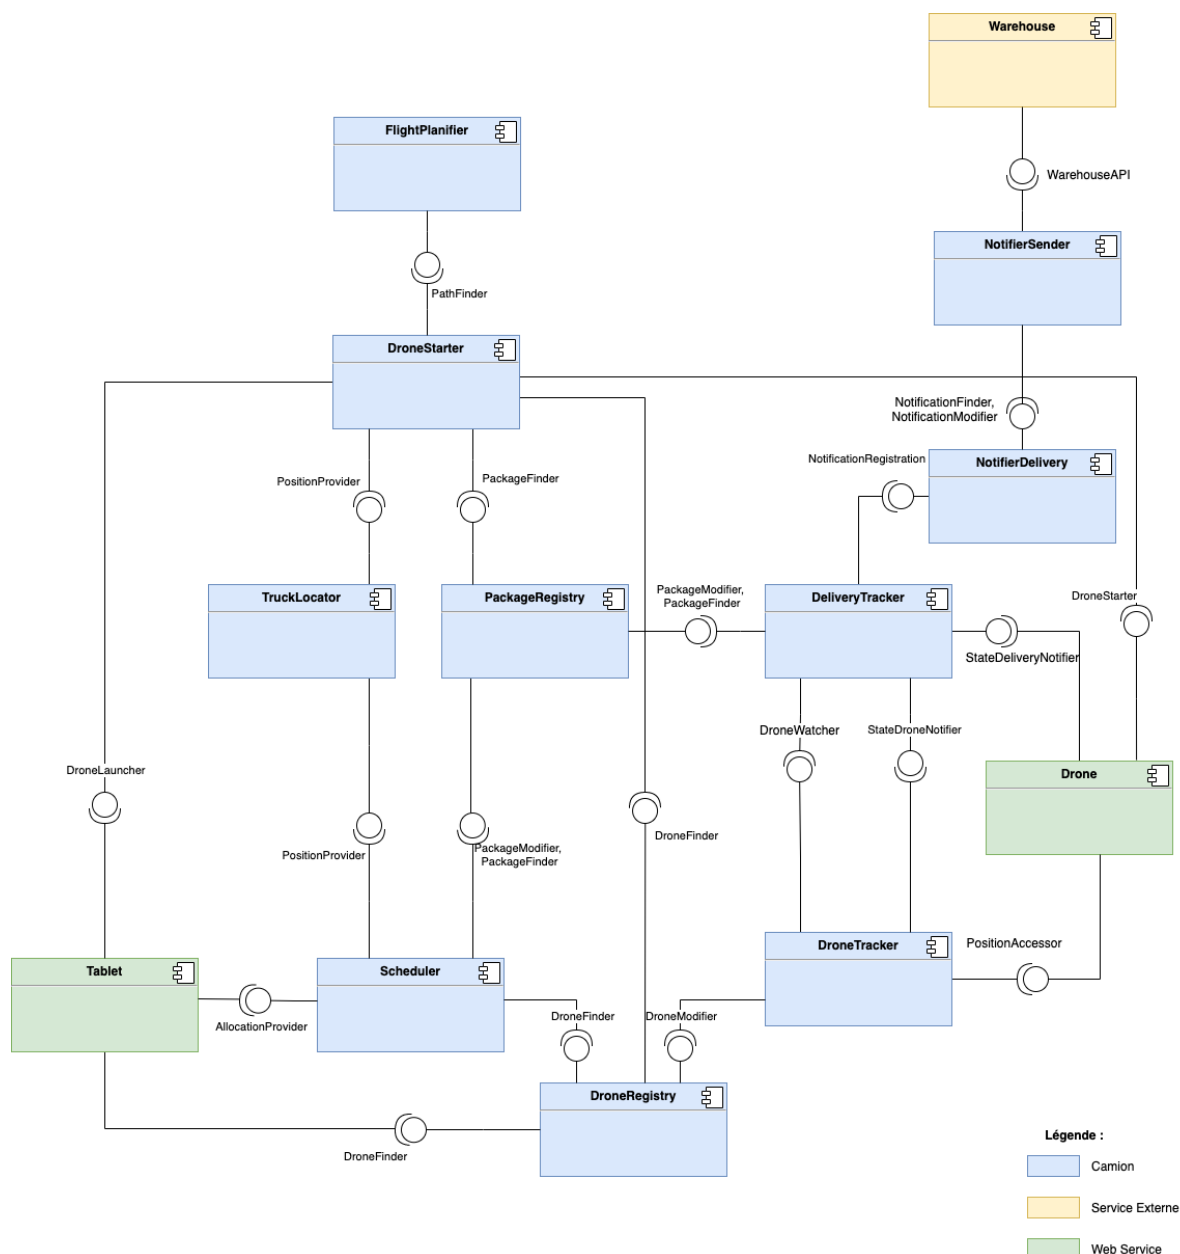 Warehouse
FlightPlanifier
WarehouseAPI
NotifierSender
PathFinder
DroneStarter
NotificationFinder,
NotificationModifier
NotificationRegistration
NotifierDelivery
PositionProvider
PackageFinder
TruckLocator
PackageRegistry
PackageModifier,
PackageFinder
DeliveryTracker
DroneStarter
StateDeliveryNotifier
DroneWatcher
StateDroneNotifier
DroneLauncher
Drone
PositionProvider
PackageModifier,
PackageFinder
DroneFinder
DroneTracker
PositionAccessor
Tablet
Scheduler
AllocationProvider
DroneFinder
DroneModifier
DroneRegistry
DroneFinder
Légende :
Camion
Service Externe
Web Service